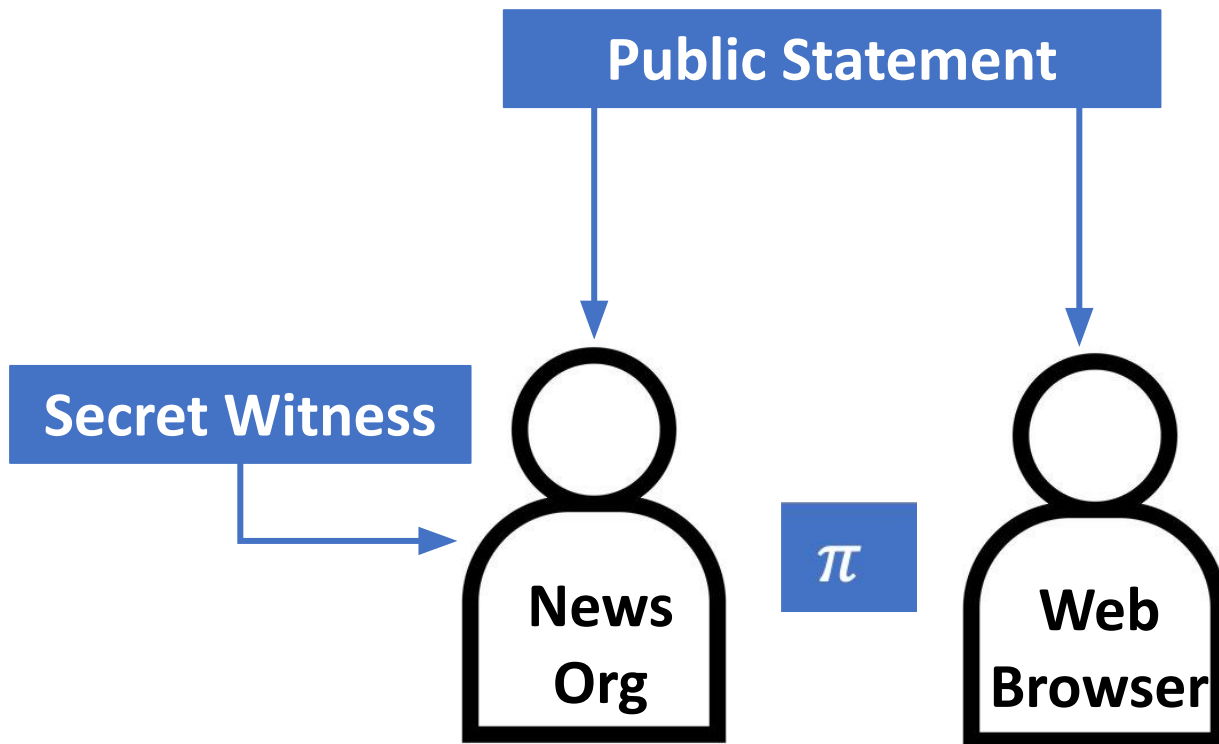 Public Statement
Secret Witness
π
News
Org
Web
Browser